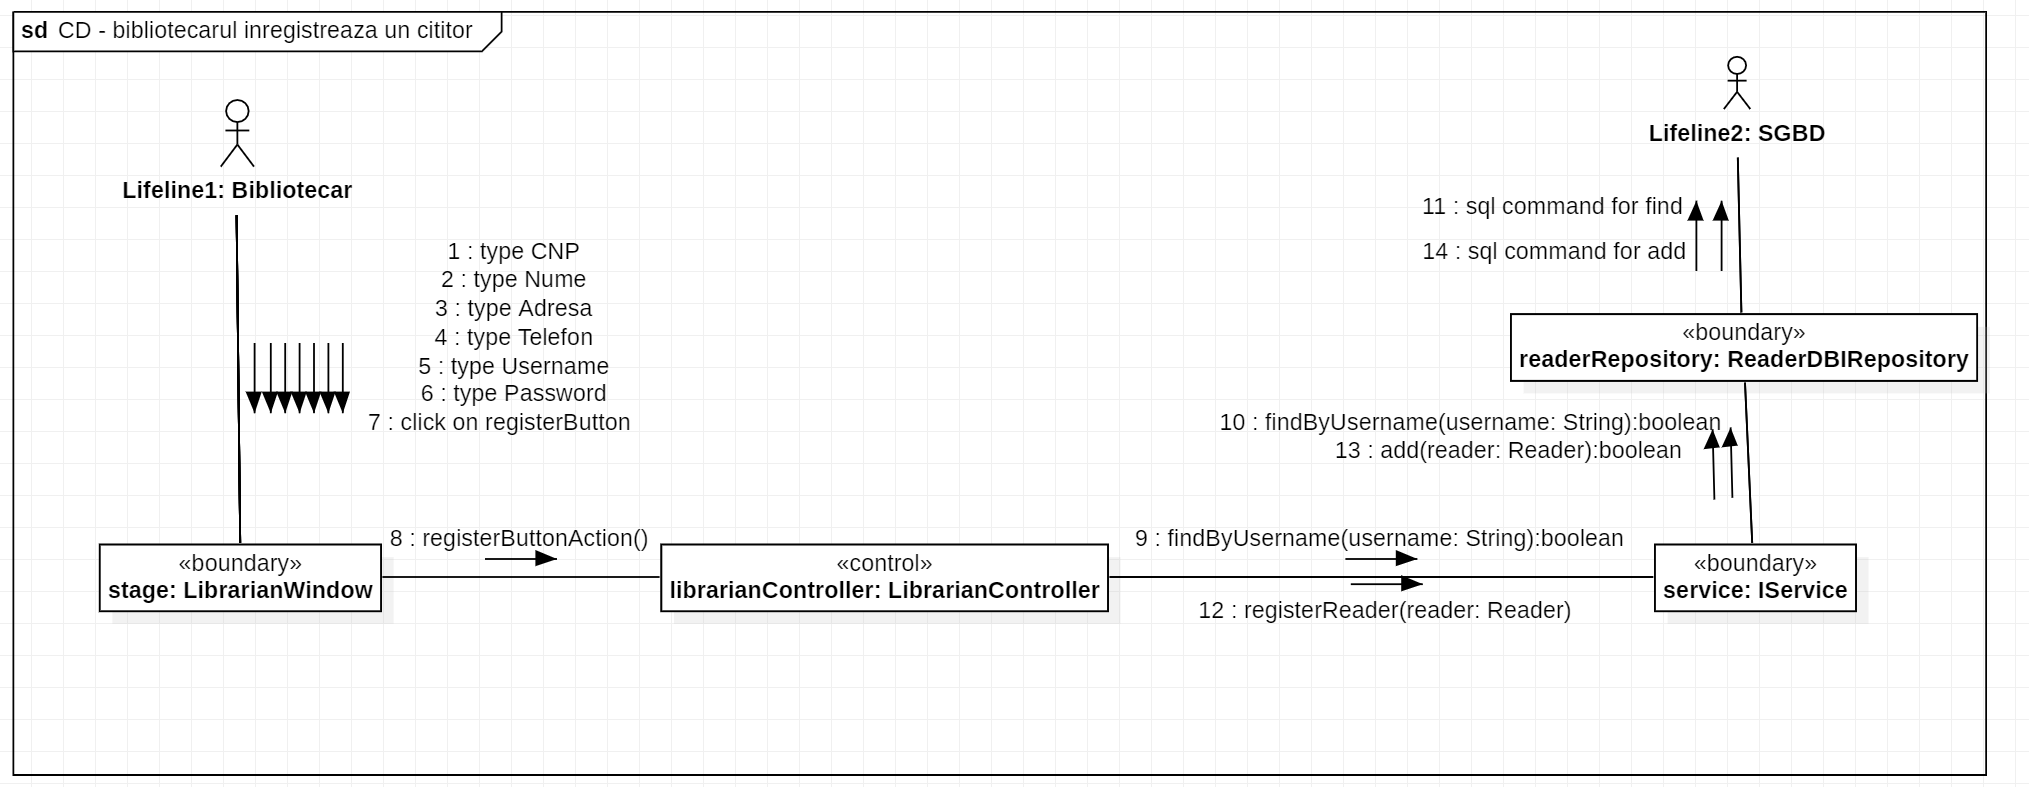 sd CD - bibliotecarul inregistreaza un cititor
Lifeline2: SGBD
Lifeline1: Bibliotecar
11 : sql command for find
14 : sql command for add
1 : type CNP
2 : type Nume
3 : type Adresa
4 : type Telefon
5 : type Username
6 : type Password
7 : click on registerButton
«boundary»
readerRepository: ReaderDBIRepository
10 : findByUsername(username: String):boolean
13 : add(reader: Reader):boolean
8 : registerButtonAction()
9 : findByUsername(username: String):boolean
«boundary»
stage: LibrarianWindow
«control»
librarianController: LibrarianController
«boundary»
service: IService
12 : registerReader(reader: Reader)